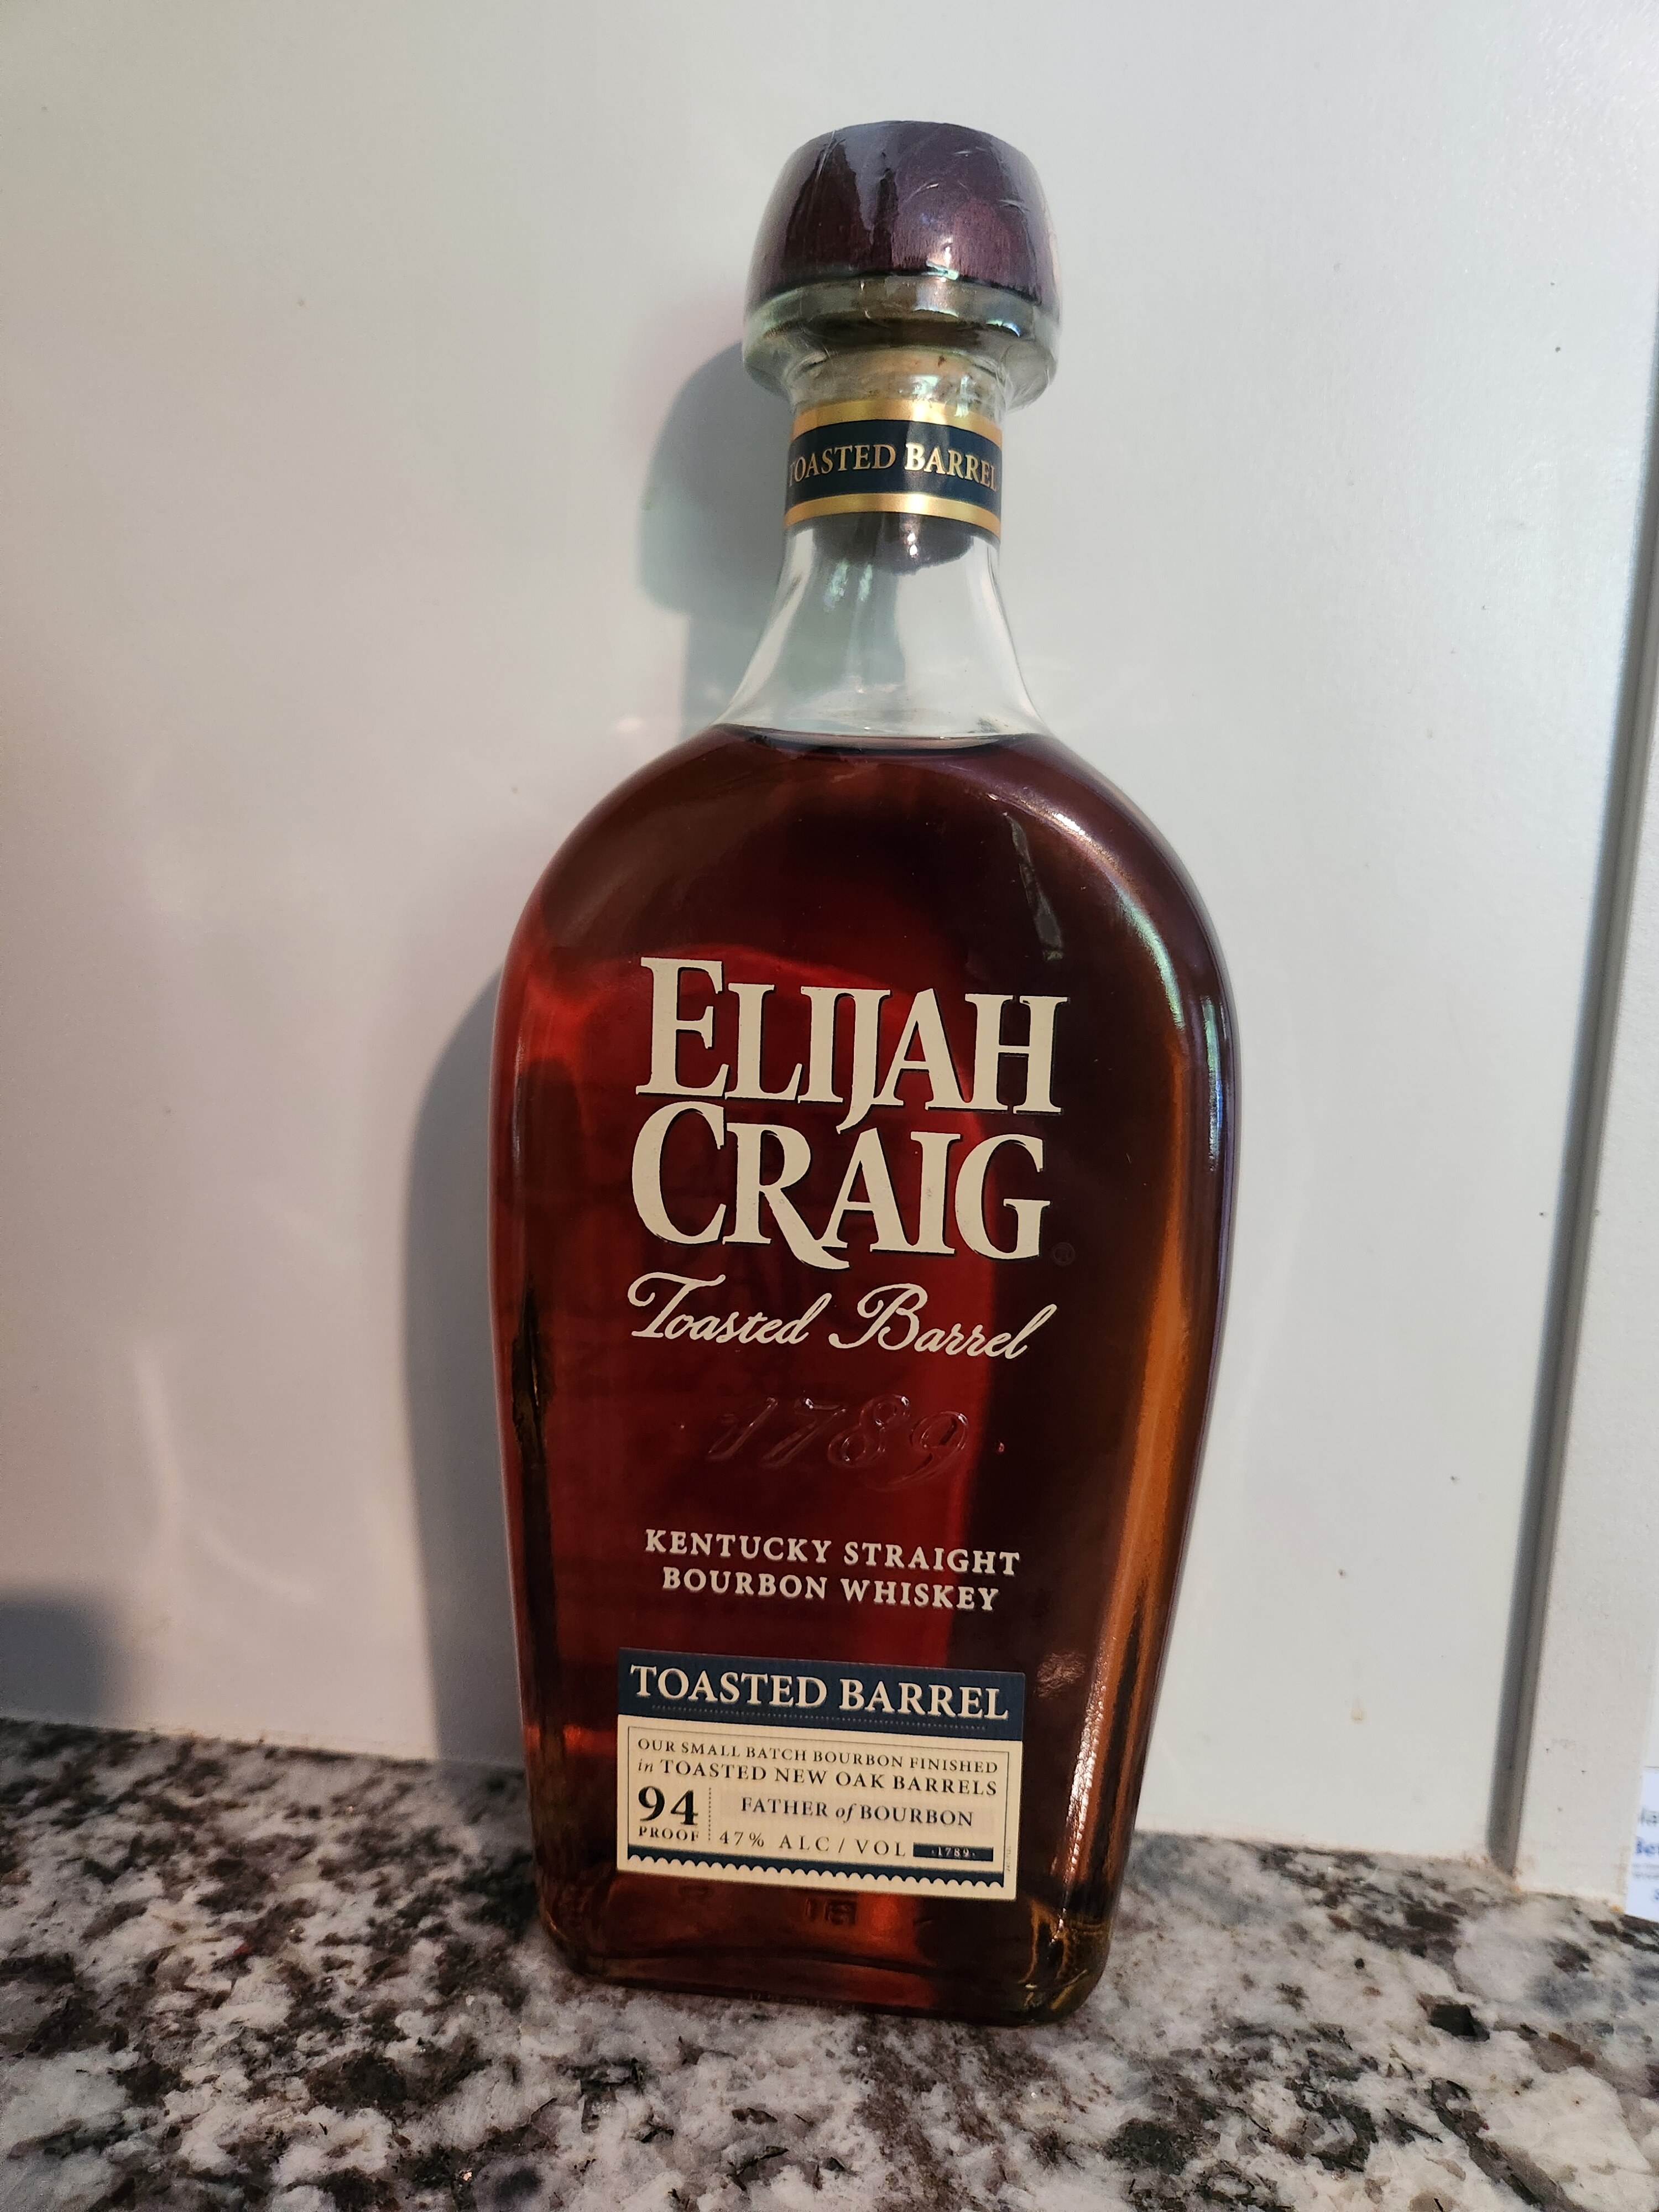 TOASTED BARREL
ELIJAH
CRAIG
®
Toasted Barrel
· 1789 ·
KENTUCKY STRAIGHT
BOURBON WHISKEY
TOASTED BARREL
OUR SMALL BATCH BOURBON FINISHED
in TOASTED NEW OAK BARRELS
94
PROOF
FATHER of BOURBON
47% ALC / VOL
·1789·